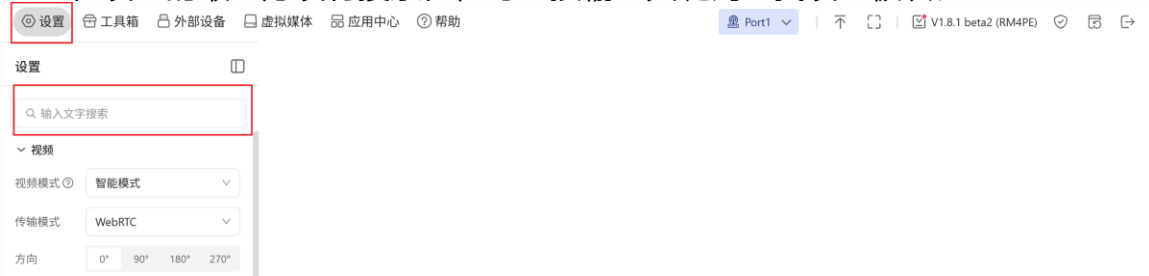 设置 工具箱 外部设备 虚拟媒体 应用中心 帮助 Port1 V1.8.1 beta2 (RM4PE)
设置
输入文字搜索
视频
视频模式 智能模式
传输模式 WebRTC
方向 0° 90° 180° 270°